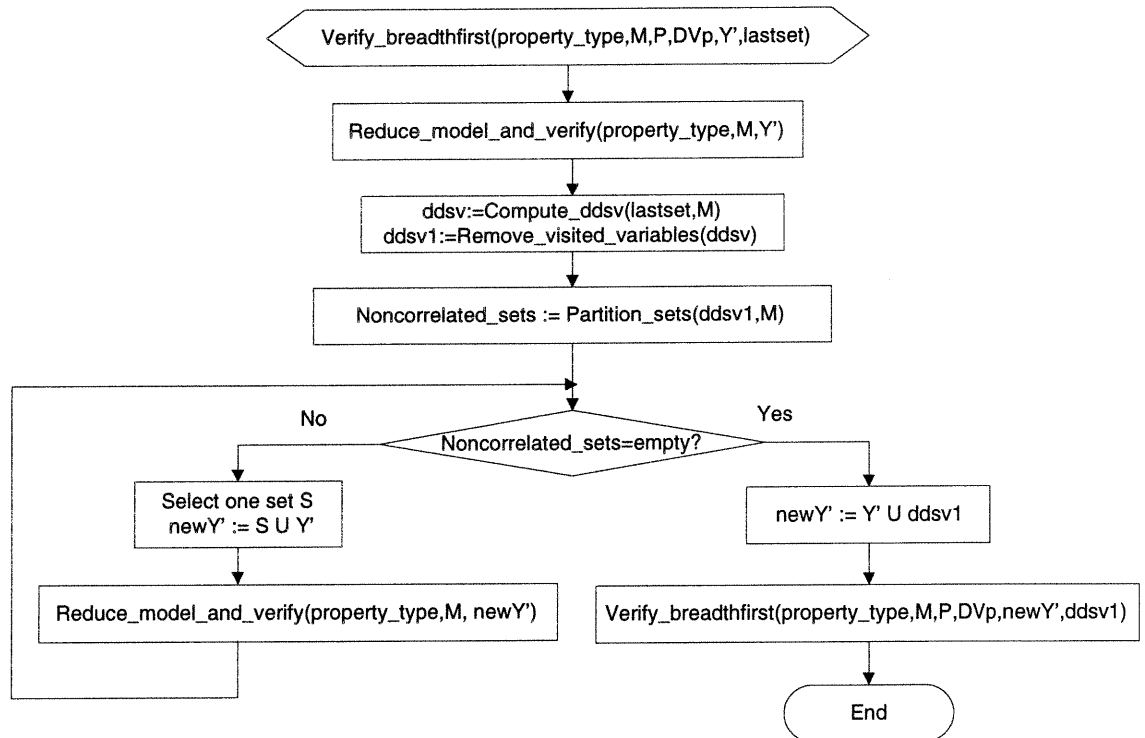 Verify_breadthfirst(property_type,M,P,DVp,Y',lastset)
Reduce_model_and_verify(property_type,M,Y')
ddsv:=Compute_ddsv(lastset,M)
ddsv1:=Remove_visited_variables(ddsv)
Noncorrelated_sets := Partition_sets(ddsv1,M)
No
Yes
Noncorrelated_sets=empty?
Select one set S
newY' := S U Y'
newY' := Y' U ddsv1
Reduce_model_and_verify(property_type,M, newY')
Verify_breadthfirst(property_type,M,P,DVp,newY',ddsv1)
End